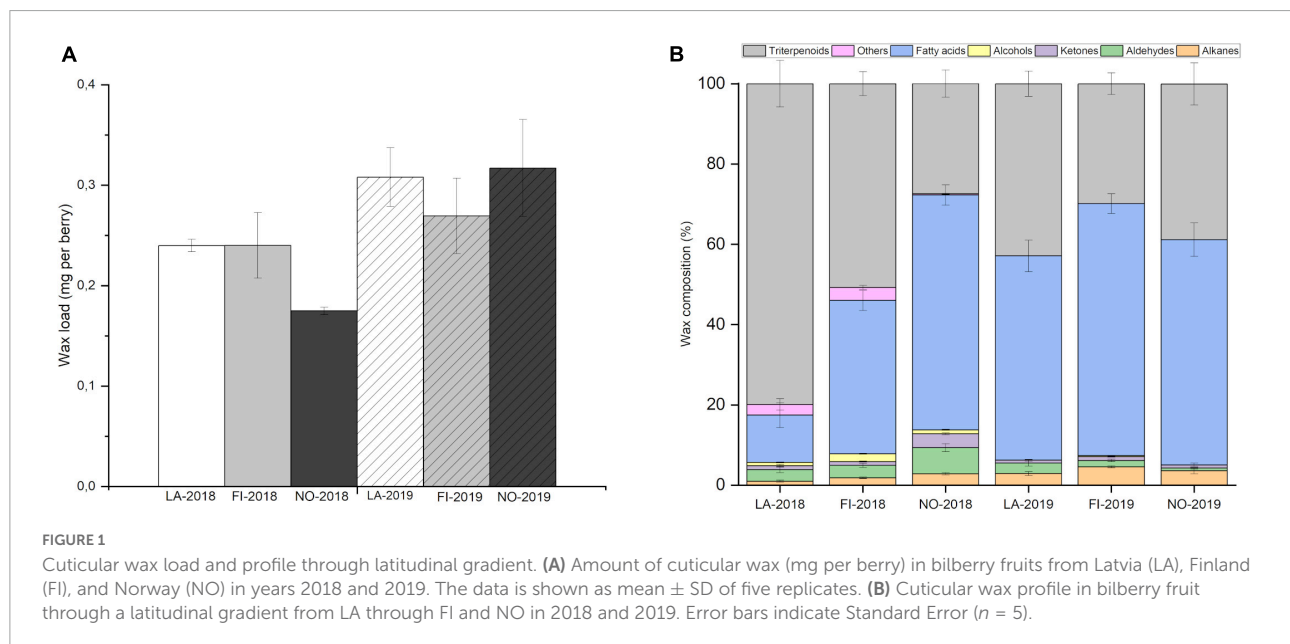 A
0,4
0,3
0,2
0,1
0,0
Wax load (mg per berry)
LA-2018 FI-2018 NO-2018 LA-2019 FI-2019 NO-2019
Triterpenoids Others Fatty acids Alcohols Ketones Aldehydes Alkanes
B
100
80
60
40
20
0
Wax composition (%)
LA-2018 FI-2018 NO-2018 LA-2019 FI-2019 NO-2019
FIGURE 1
Cuticular wax load and profile through latitudinal gradient. (A) Amount of cuticular wax (mg per berry) in bilberry fruits from Latvia (LA), Finland
(FI), and Norway (NO) in years 2018 and 2019. The data is shown as mean ± SD of five replicates. (B) Cuticular wax profile in bilberry fruit
through a latitudinal gradient from LA through FI and NO in 2018 and 2019. Error bars indicate Standard Error (n = 5).